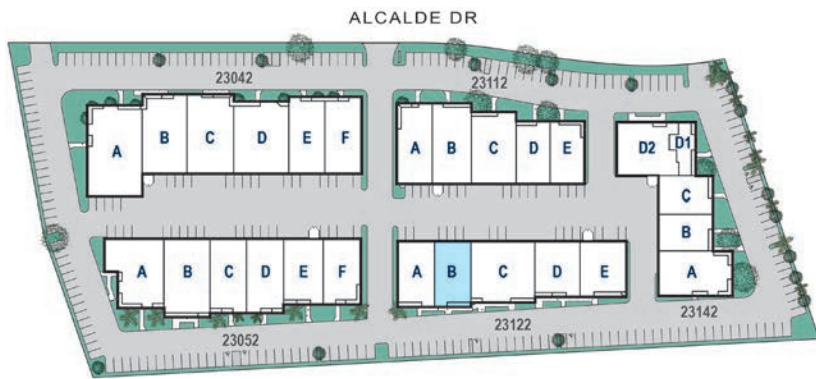 ALCALDE DR
23042
23112
A B C D E F
A B C D E
D2 D1
C
B
A
A B C D E F
A B C D E
23052
23122
23142